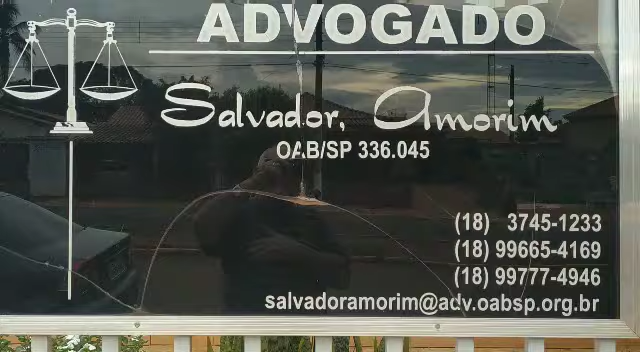 ADVOGADO
Salvador, Amorim
OAB/SP 336.045
(18) 3745-1233
(18) 99665-4169
(18) 99777-4946
salvadoramorim@adv.oabsp.org.br